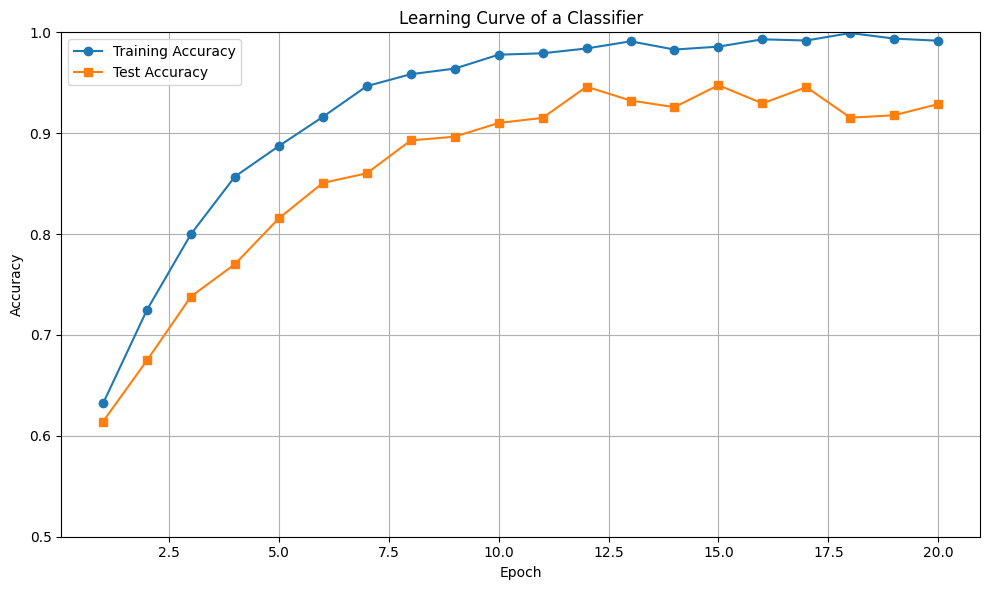 Learning Curve of a Classifier
Training Accuracy
Test Accuracy
Accuracy
1.0
0.9
0.8
0.7
0.6
0.5
2.5
5.0
7.5
10.0
12.5
15.0
17.5
20.0
Epoch